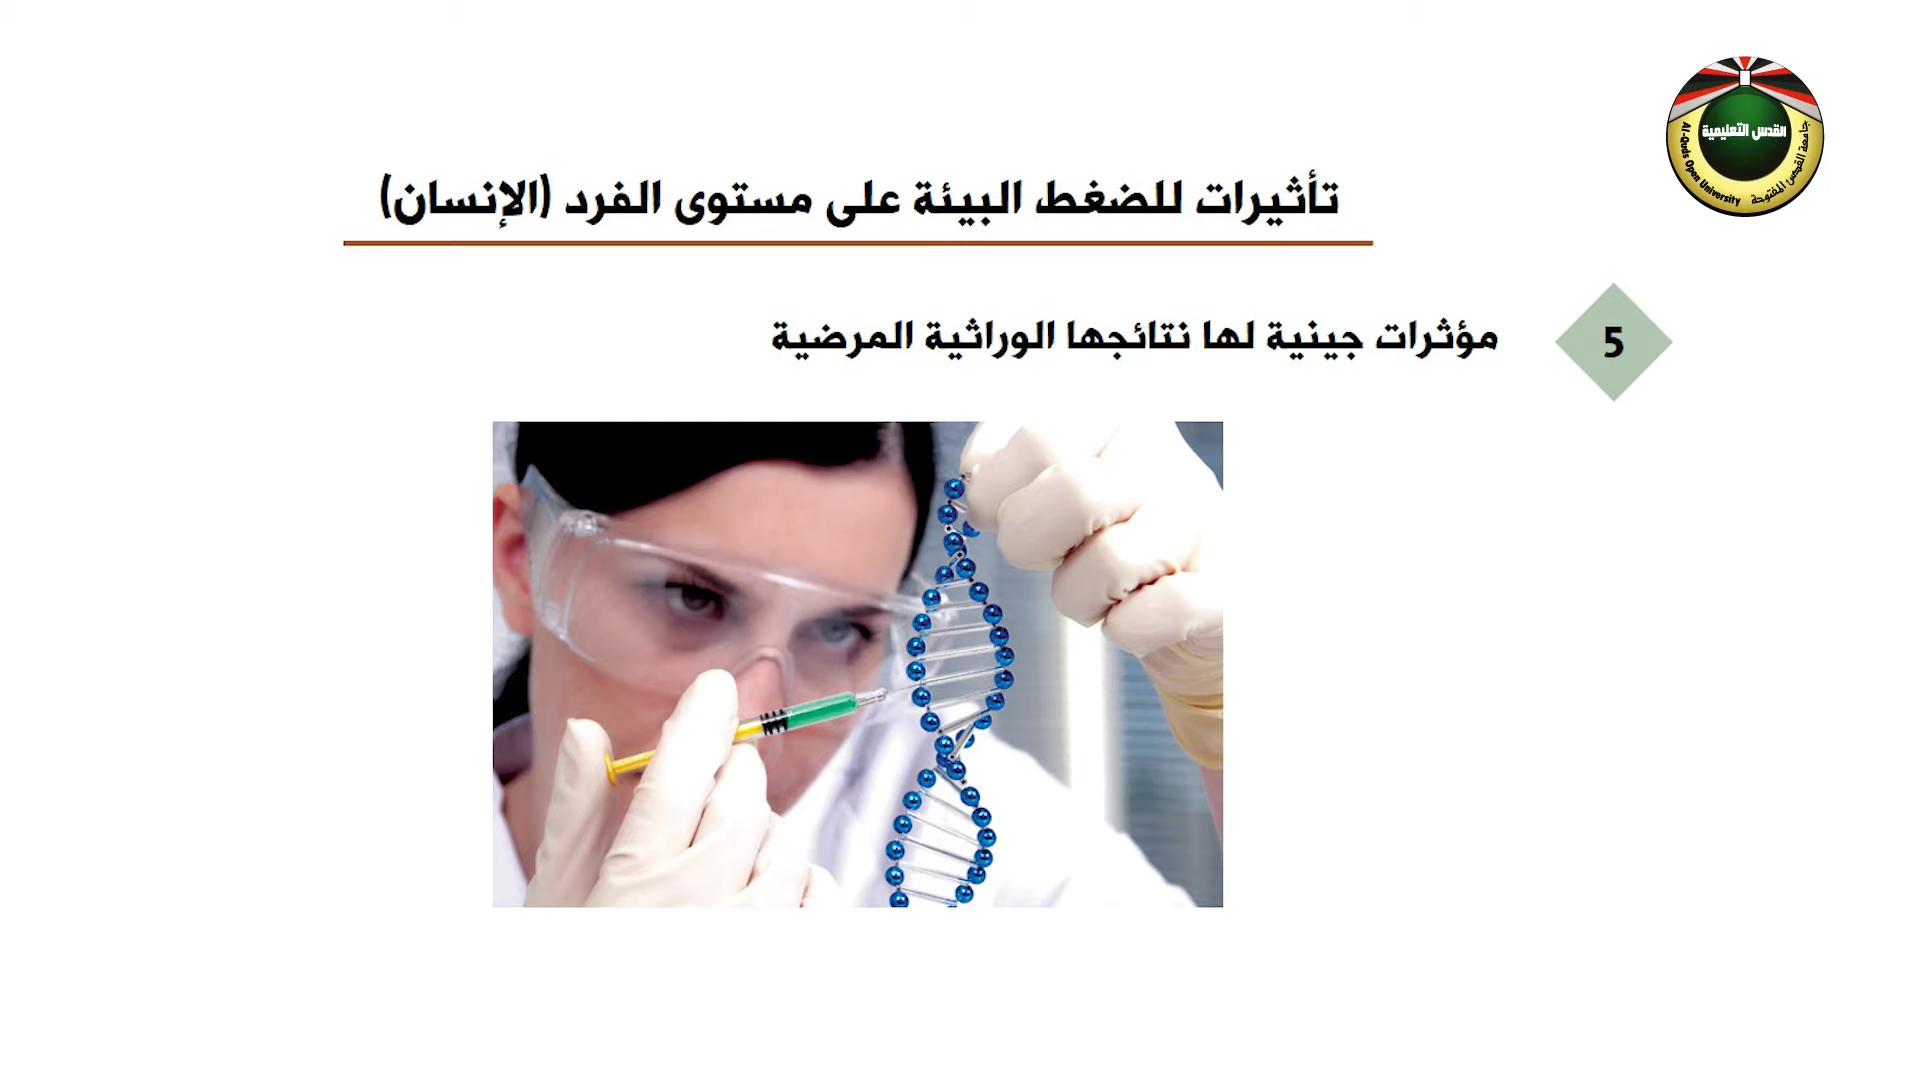 القدس التعليمية
جامعة القدس المفتوحة
Al-Quds Open University
تأثيرات للضغط البيئة على مستوى الفرد (الإنسان)
5
مؤثرات جينية لها نتائجها الوراثية المرضية